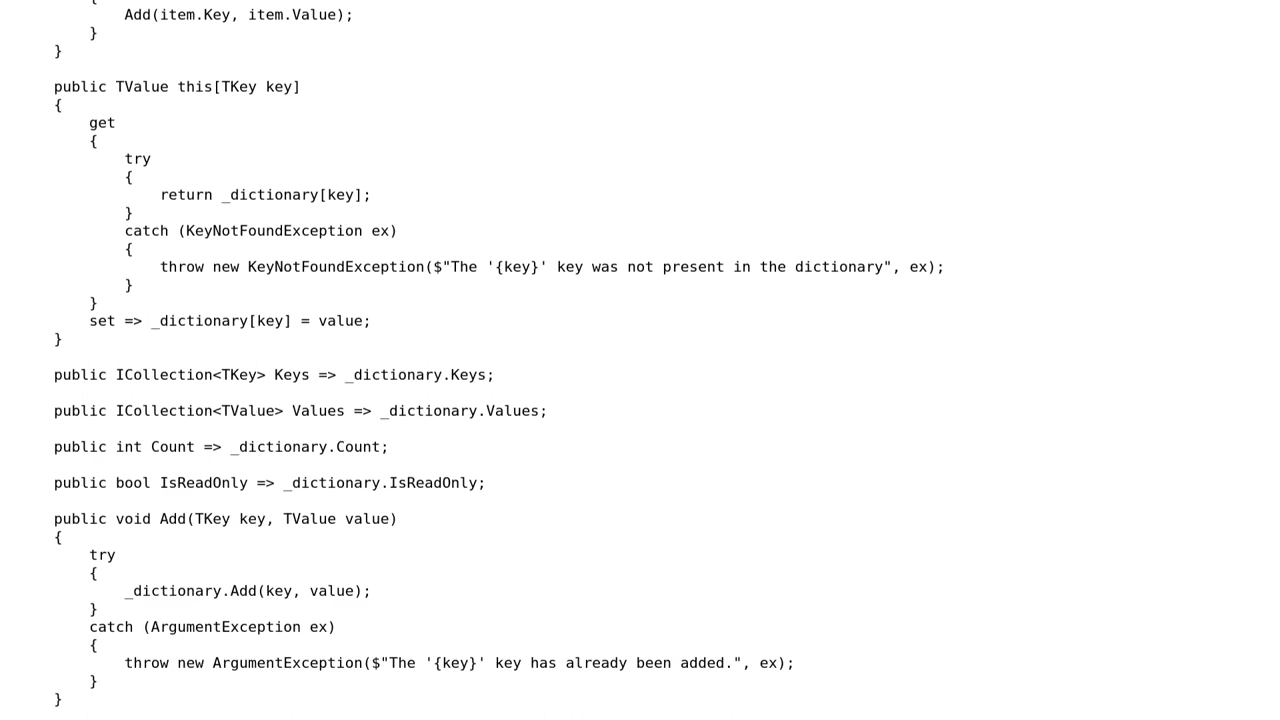 {
        Add(item.Key, item.Value);
    }
}

public TValue this[TKey key]
{
    get
    {
        try
        {
            return _dictionary[key];
        }
        catch (KeyNotFoundException ex)
        {
            throw new KeyNotFoundException($"The '{key}' key was not present in the dictionary", ex);
        }
    }
    set => _dictionary[key] = value;
}

public ICollection<TKey> Keys => _dictionary.Keys;

public ICollection<TValue> Values => _dictionary.Values;

public int Count => _dictionary.Count;

public bool IsReadOnly => _dictionary.IsReadOnly;

public void Add(TKey key, TValue value)
{
    try
    {
        _dictionary.Add(key, value);
    }
    catch (ArgumentException ex)
    {
        throw new ArgumentException($"The '{key}' key has already been added.", ex);
    }
}